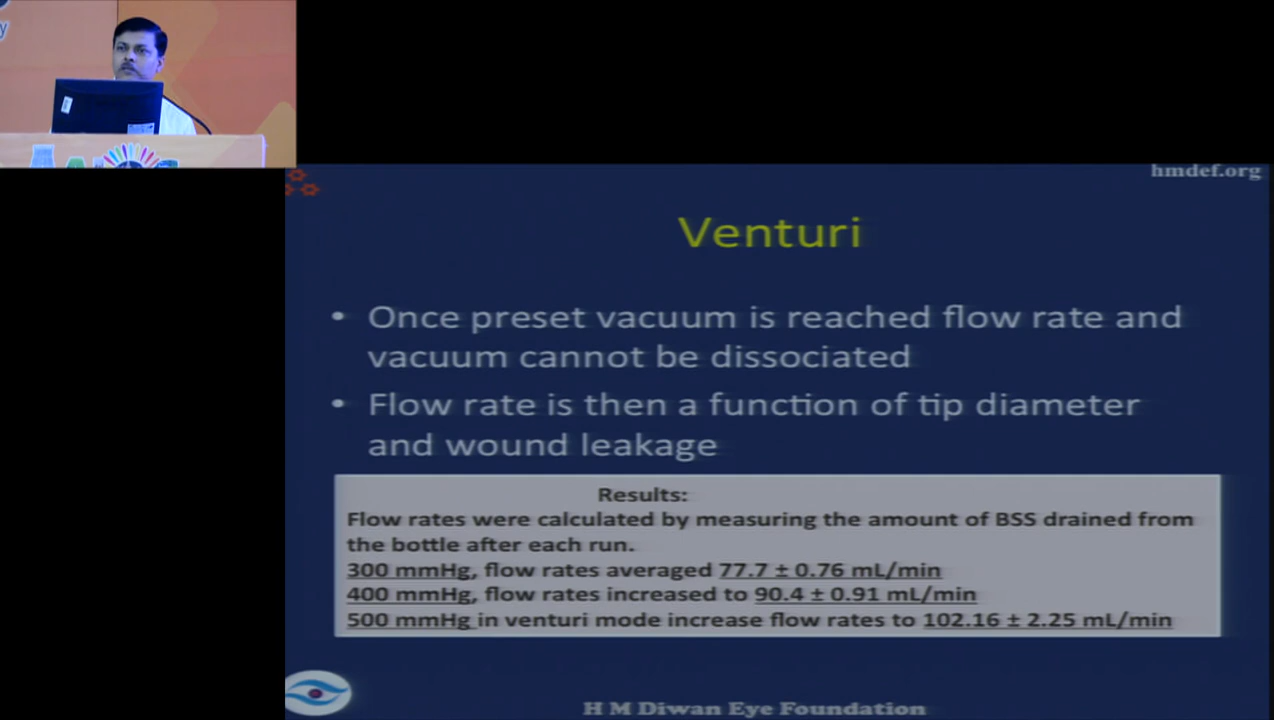 hmdef.org
Venturi
• Once preset vacuum is reached flow rate and
vacuum cannot be dissociated
• Flow rate is then a function of tip diameter
and wound leakage
Results:
Flow rates were calculated by measuring the amount of BSS drained from
the bottle after each run.
300 mmHg, flow rates averaged 77.7 ± 0.76 mL/min
400 mmHg, flow rates increased to 90.4 ± 0.91 mL/min
500 mmHg in venturi mode increase flow rates to 102.16 ± 2.25 mL/min
H M Diwan Eye Foundation